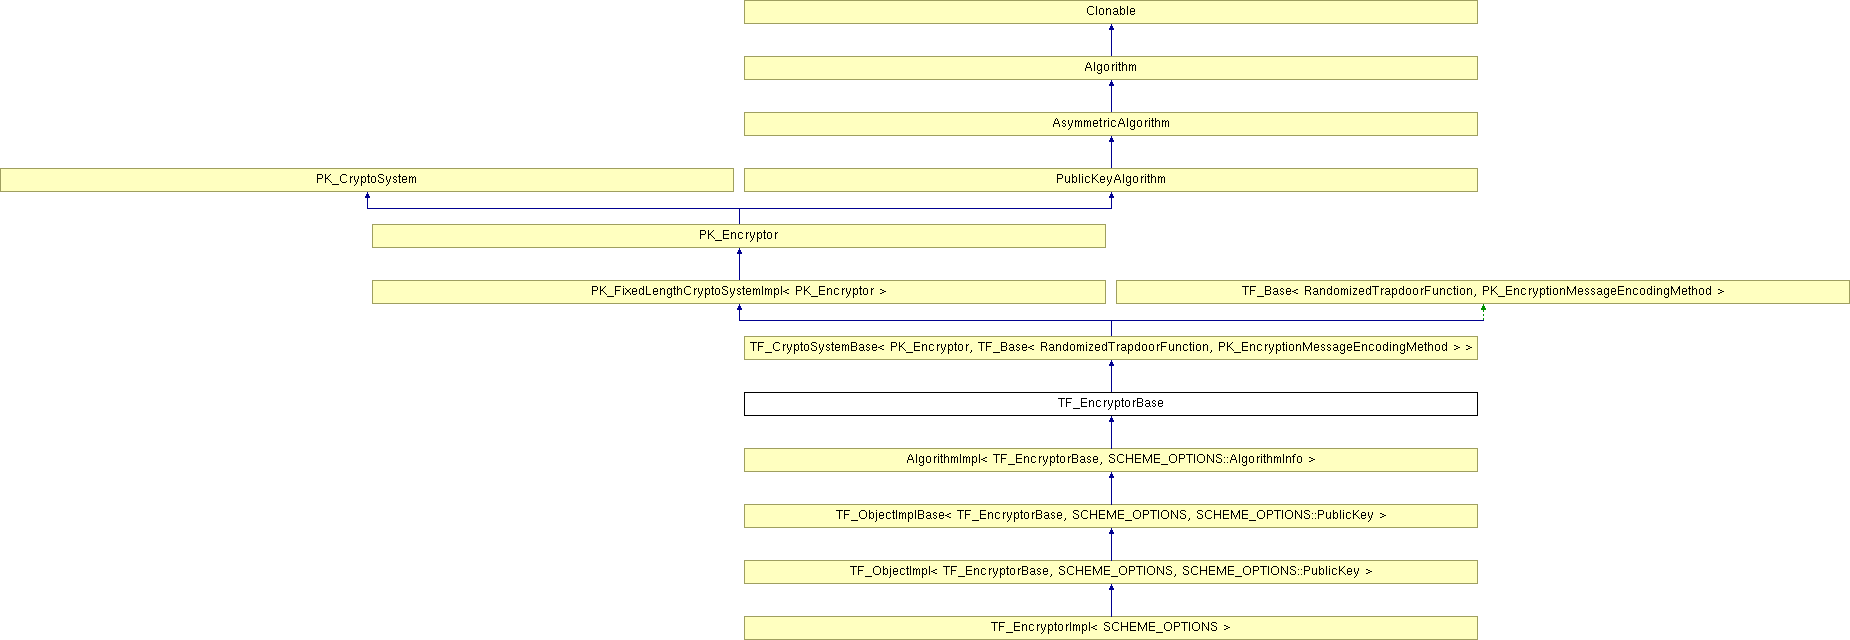 Clonable
Algorithm
AsymmetricAlgorithm
PK_CryptoSystem
PublicKeyAlgorithm
PK_Encryptor
PK_FixedLengthCryptoSystemImpl< PK_Encryptor >
TF_Base< RandomizedTrapdoorFunction, PK_EncryptionMessageEncodingMethod >
TF_CryptoSystemBase< PK_Encryptor, TF_Base< RandomizedTrapdoorFunction, PK_EncryptionMessageEncodingMethod > >
TF_EncryptorBase
AlgorithmImpl< TF_EncryptorBase, SCHEME_OPTIONS::AlgorithmInfo >
TF_ObjectImplBase< TF_EncryptorBase, SCHEME_OPTIONS, SCHEME_OPTIONS::PublicKey >
TF_ObjectImpl< TF_EncryptorBase, SCHEME_OPTIONS, SCHEME_OPTIONS::PublicKey >
TF_EncryptorImpl< SCHEME_OPTIONS >